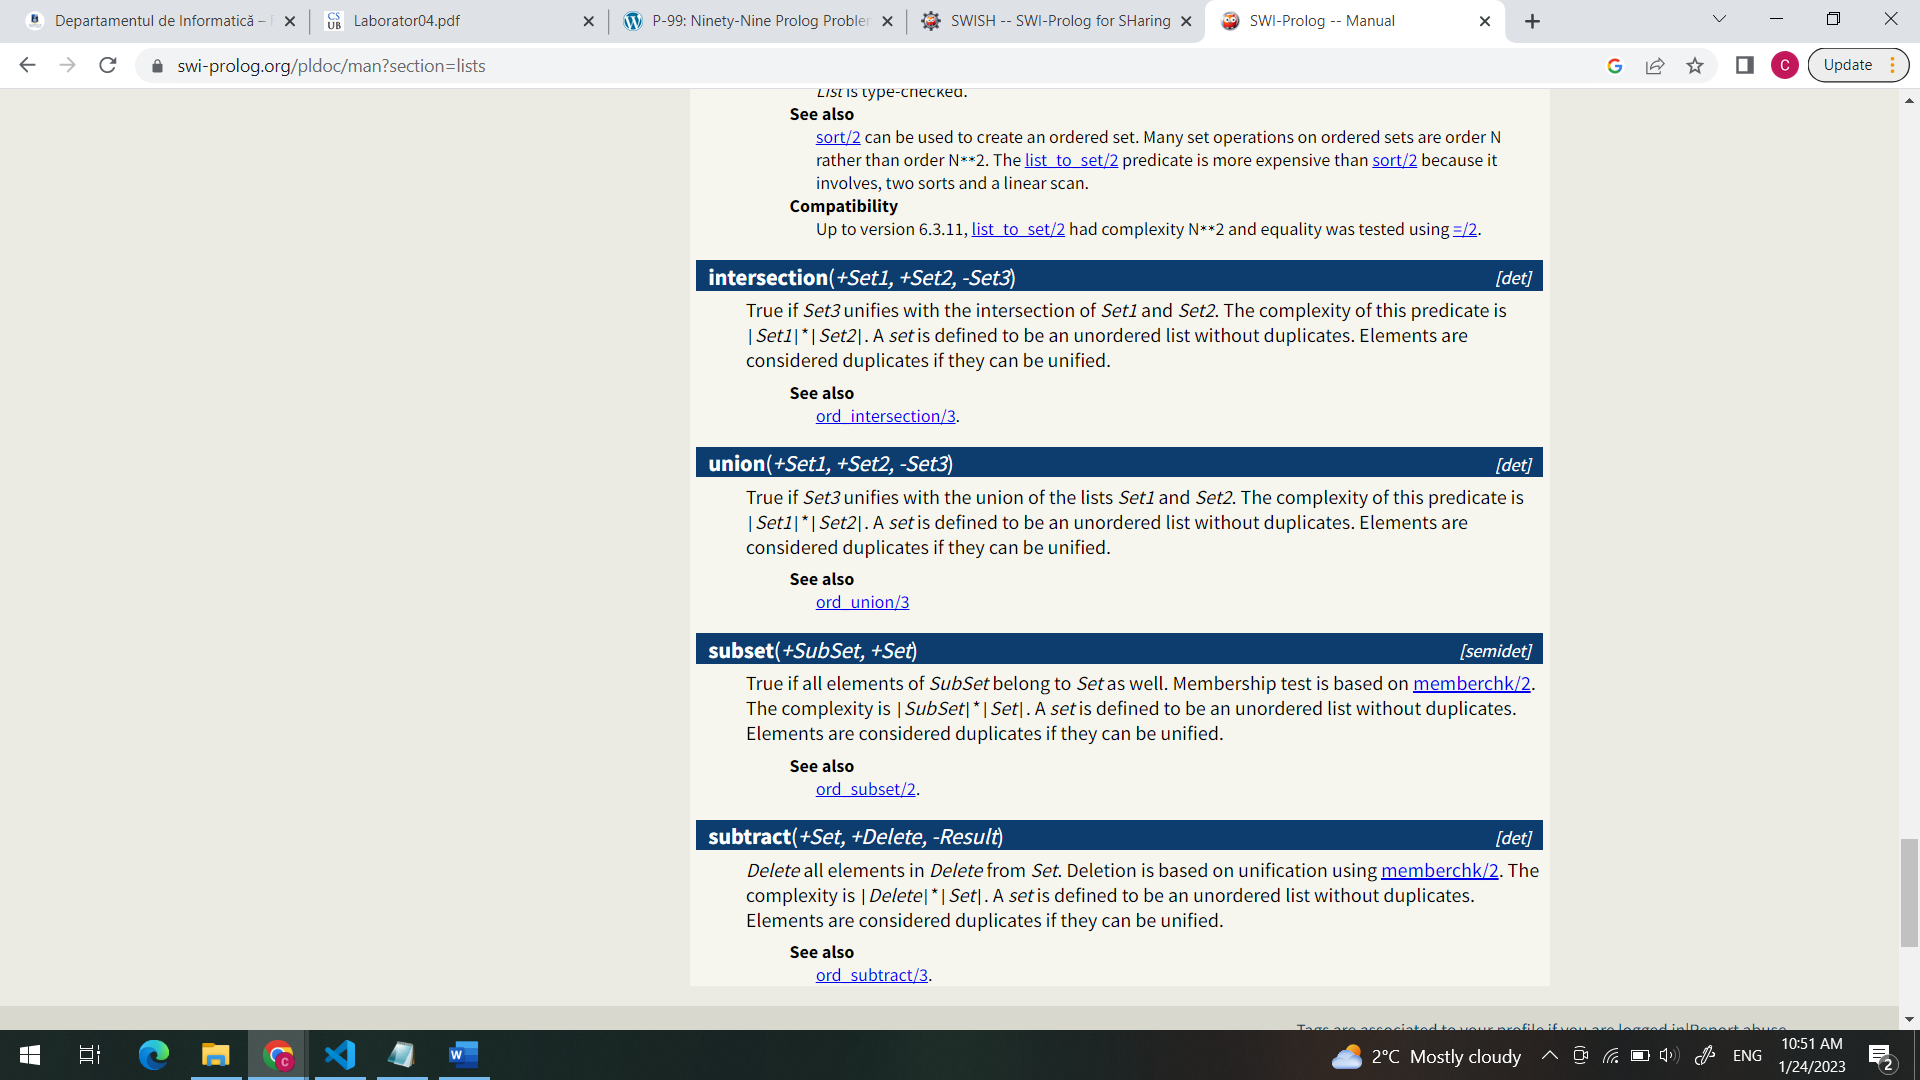 Departamentul de Informatică –
Laborator04.pdf
P-99: Ninety-Nine Prolog Probler
SWISH -- SWI-Prolog for SHaring
SWI-Prolog -- Manual
swi-prolog.org/pldoc/man?section=lists
C
Update
List is type-checked.
See also
sort/2 can be used to create an ordered set. Many set operations on ordered sets are order N
rather than order N**2. The list_to_set/2 predicate is more expensive than sort/2 because it
involves, two sorts and a linear scan.
Compatibility
Up to version 6.3.11, list_to_set/2 had complexity N**2 and equality was tested using =/2.
intersection(+Set1, +Set2, -Set3) [det]
True if Set3 unifies with the intersection of Set1 and Set2. The complexity of this predicate is
|Set1|*|Set2|. A set is defined to be an unordered list without duplicates. Elements are
considered duplicates if they can be unified.
See also
ord_intersection/3.
union(+Set1, +Set2, -Set3) [det]
True if Set3 unifies with the union of the lists Set1 and Set2. The complexity of this predicate is
|Set1|*|Set2|. A set is defined to be an unordered list without duplicates. Elements are
considered duplicates if they can be unified.
See also
ord_union/3
subset(+SubSet, +Set) [semidet]
True if all elements of SubSet belong to Set as well. Membership test is based on memberchk/2.
The complexity is |SubSet|*|Set|. A set is defined to be an unordered list without duplicates.
Elements are considered duplicates if they can be unified.
See also
ord_subset/2.
subtract(+Set, +Delete, -Result) [det]
Delete all elements in Delete from Set. Deletion is based on unification using memberchk/2. The
complexity is |Delete|*|Set|. A set is defined to be an unordered list without duplicates.
Elements are considered duplicates if they can be unified.
See also
ord_subtract/3.
Tags are associated to your profile if you are logged in|Report abuse
2°C Mostly cloudy
ENG
10:51 AM
1/24/2023
2